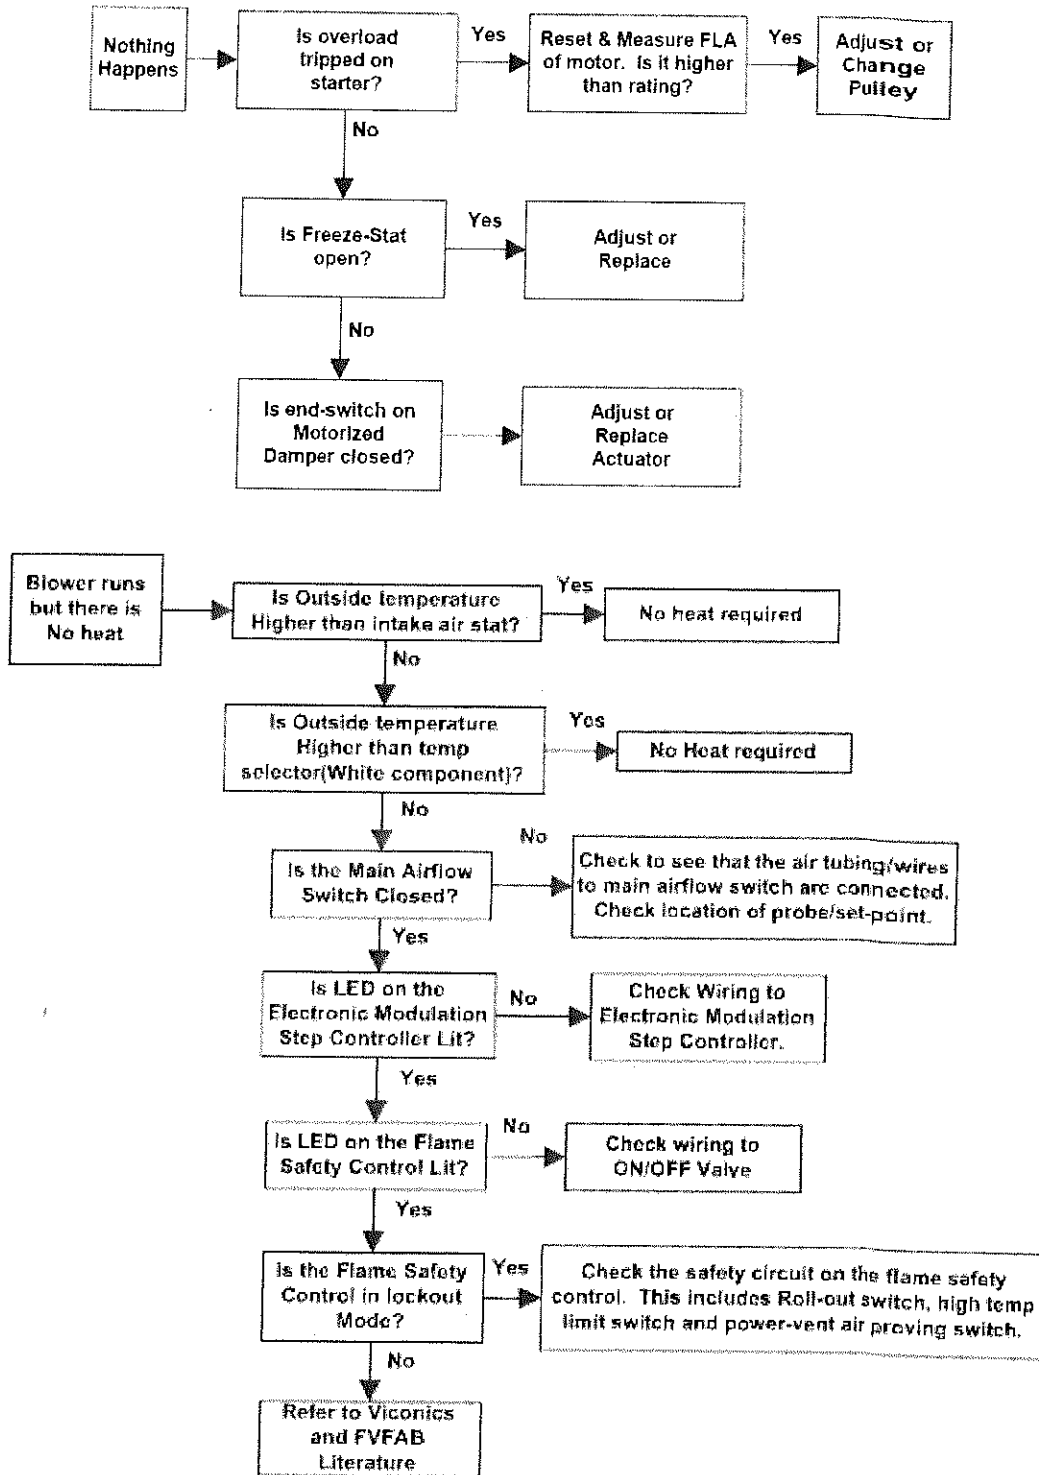 Nothing
Happens
Is overload
tripped on
starter?
Yes
Reset & Measure FLA
of motor. Is it higher
than rating?
Yes
Adjust or
Change
Pulley
No
Is Freeze-Stat
open?
Yes
Adjust or
Replace
No
Is end-switch on
Motorized
Damper closed?
Adjust or
Replace
Actuator
Blower runs
but there is
No heat
Is Outside temperature
Higher than intake air stat?
Yes
No heat required
No
Is Outside temperature
Higher than temp
selector(White component)?
Yes
No Heat required
No
Is the Main Airflow
Switch Closed?
No
Check to see that the air tubing/wires
to main airflow switch are connected.
Check location of probe/set-point.
Yes
Is LED on the
Electronic Modulation
Step Controller Lit?
No
Check Wiring to
Electronic Modulation
Step Controller.
Yes
Is LED on the Flame
Safety Control Lit?
No
Check wiring to
ON/OFF Valve
Yes
Is the Flame Safety
Control in lockout
Mode?
Yes
Check the safety circuit on the flame safety
control. This includes Roll-out switch, high temp
limit switch and power-vent air proving switch.
No
Refer to Viconics
and FVFAB
Literature